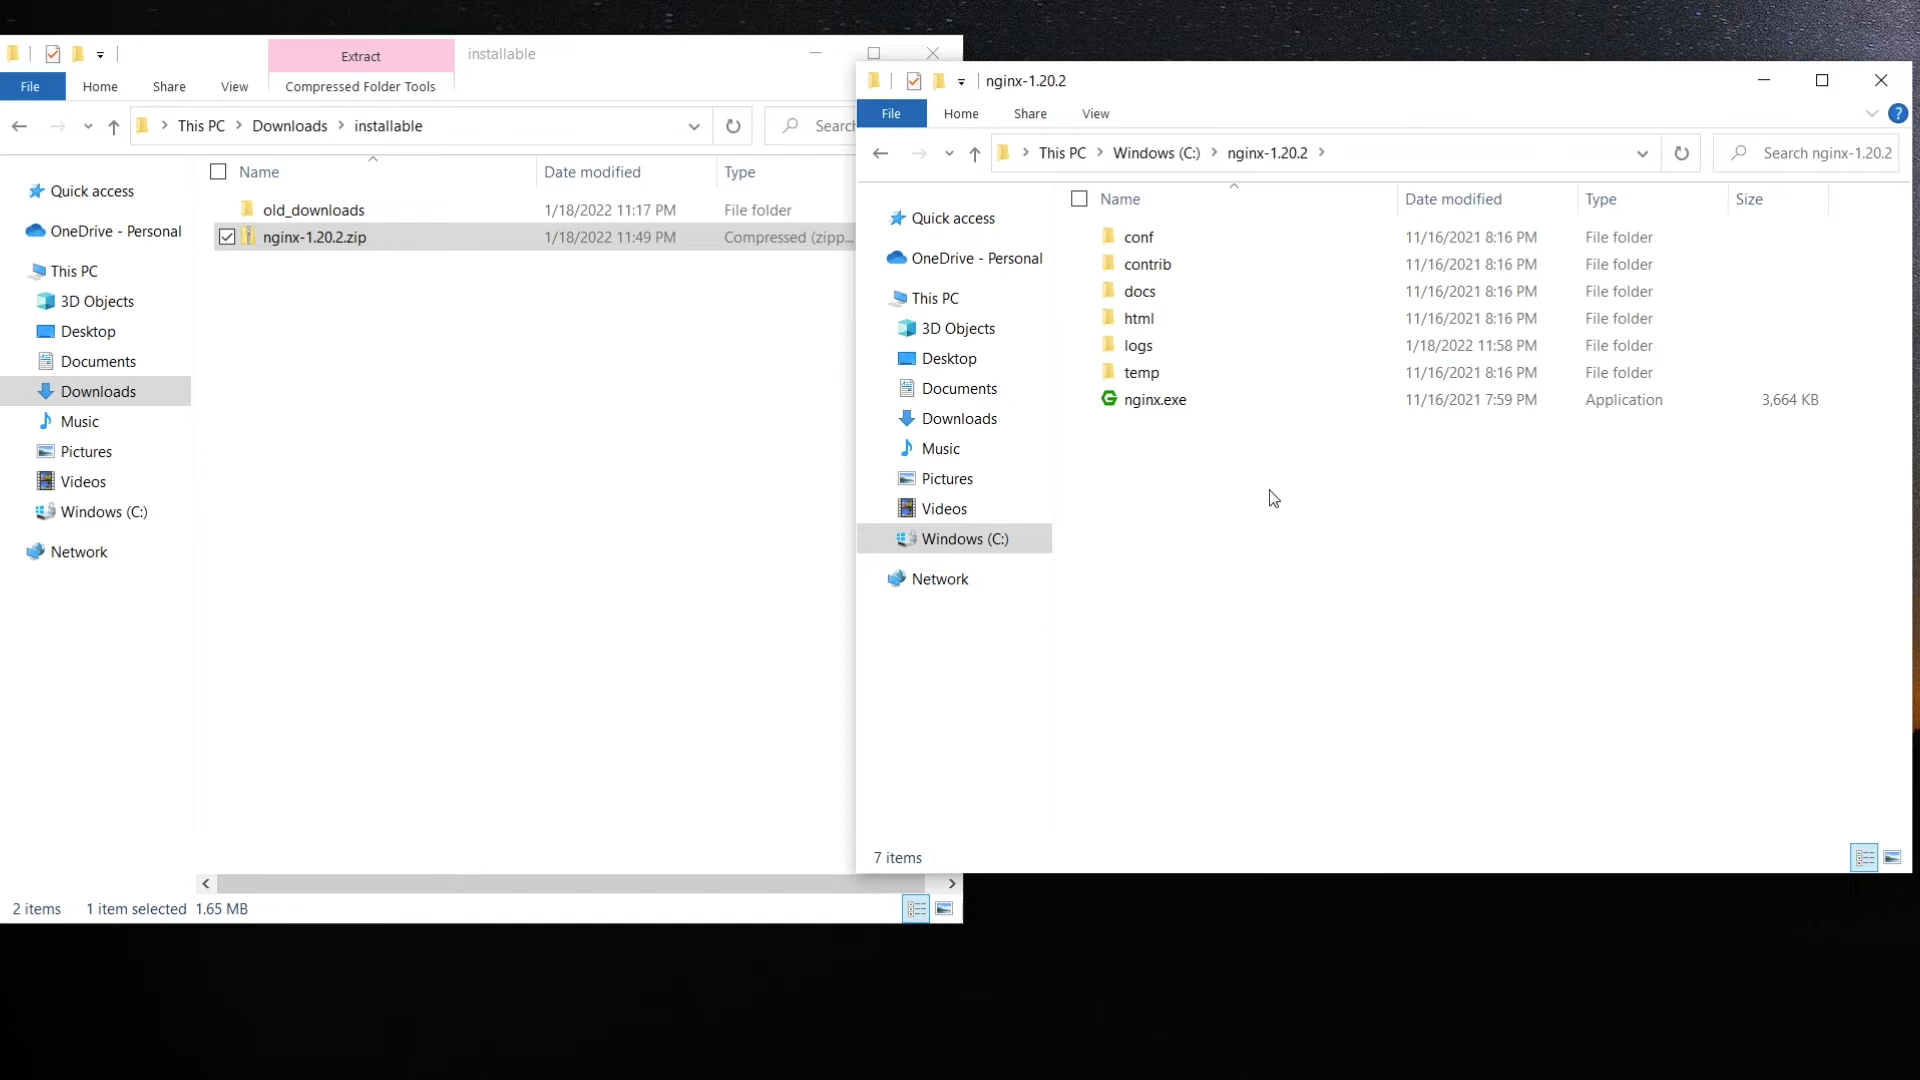 Extract
installable
File
Home
Share
View
Compressed Folder Tools
This PC
Downloads
installable
Search
Name
Date modified
Type
Quick access
old_downloads
1/18/2022 11:17 PM
File folder
nginx-1.20.2.zip
1/18/2022 11:49 PM
Compressed (zipp...
OneDrive - Personal
This PC
3D Objects
Desktop
Documents
Downloads
Music
Pictures
Videos
Windows (C:)
Network
2 items
1 item selected
1.65 MB
nginx-1.20.2
File
Home
Share
View
?
This PC
Windows (C:)
nginx-1.20.2
Search nginx-1.20.2
Name
Date modified
Type
Size
Quick access
OneDrive - Personal
This PC
3D Objects
Desktop
Documents
Downloads
Music
Pictures
Videos
Windows (C:)
Network
conf 11/16/2021 8:16 PM File folder
contrib 11/16/2021 8:16 PM File folder
docs 11/16/2021 8:16 PM File folder
html 11/16/2021 8:16 PM File folder
logs 1/18/2022 11:58 PM File folder
temp 11/16/2021 8:16 PM File folder
nginx.exe 11/16/2021 7:59 PM Application 3,664 KB
7 items